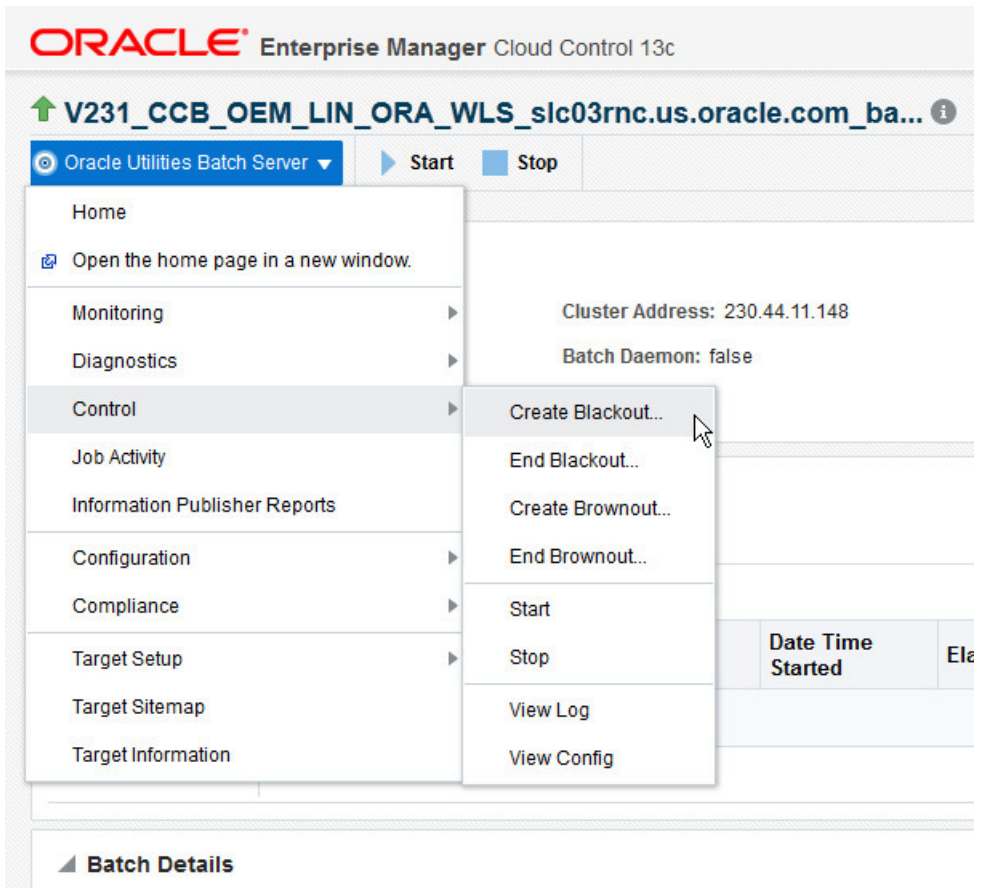 ORACLE Enterprise Manager Cloud Control 13c
V231_CCB_OEM_LIN_ORA_WLS_slc03rnc.us.oracle.com_ba...
Oracle Utilities Batch Server
Start
Stop
Home
Open the home page in a new window.
Monitoring
Diagnostics
Control
Job Activity
Information Publisher Reports
Configuration
Compliance
Target Setup
Target Sitemap
Target Information
Cluster Address: 230.44.11.148
Batch Daemon: false
Create Blackout...
End Blackout...
Create Brownout...
End Brownout...
Start
Stop
View Log
View Config
Date Time
Started
Ela
Batch Details